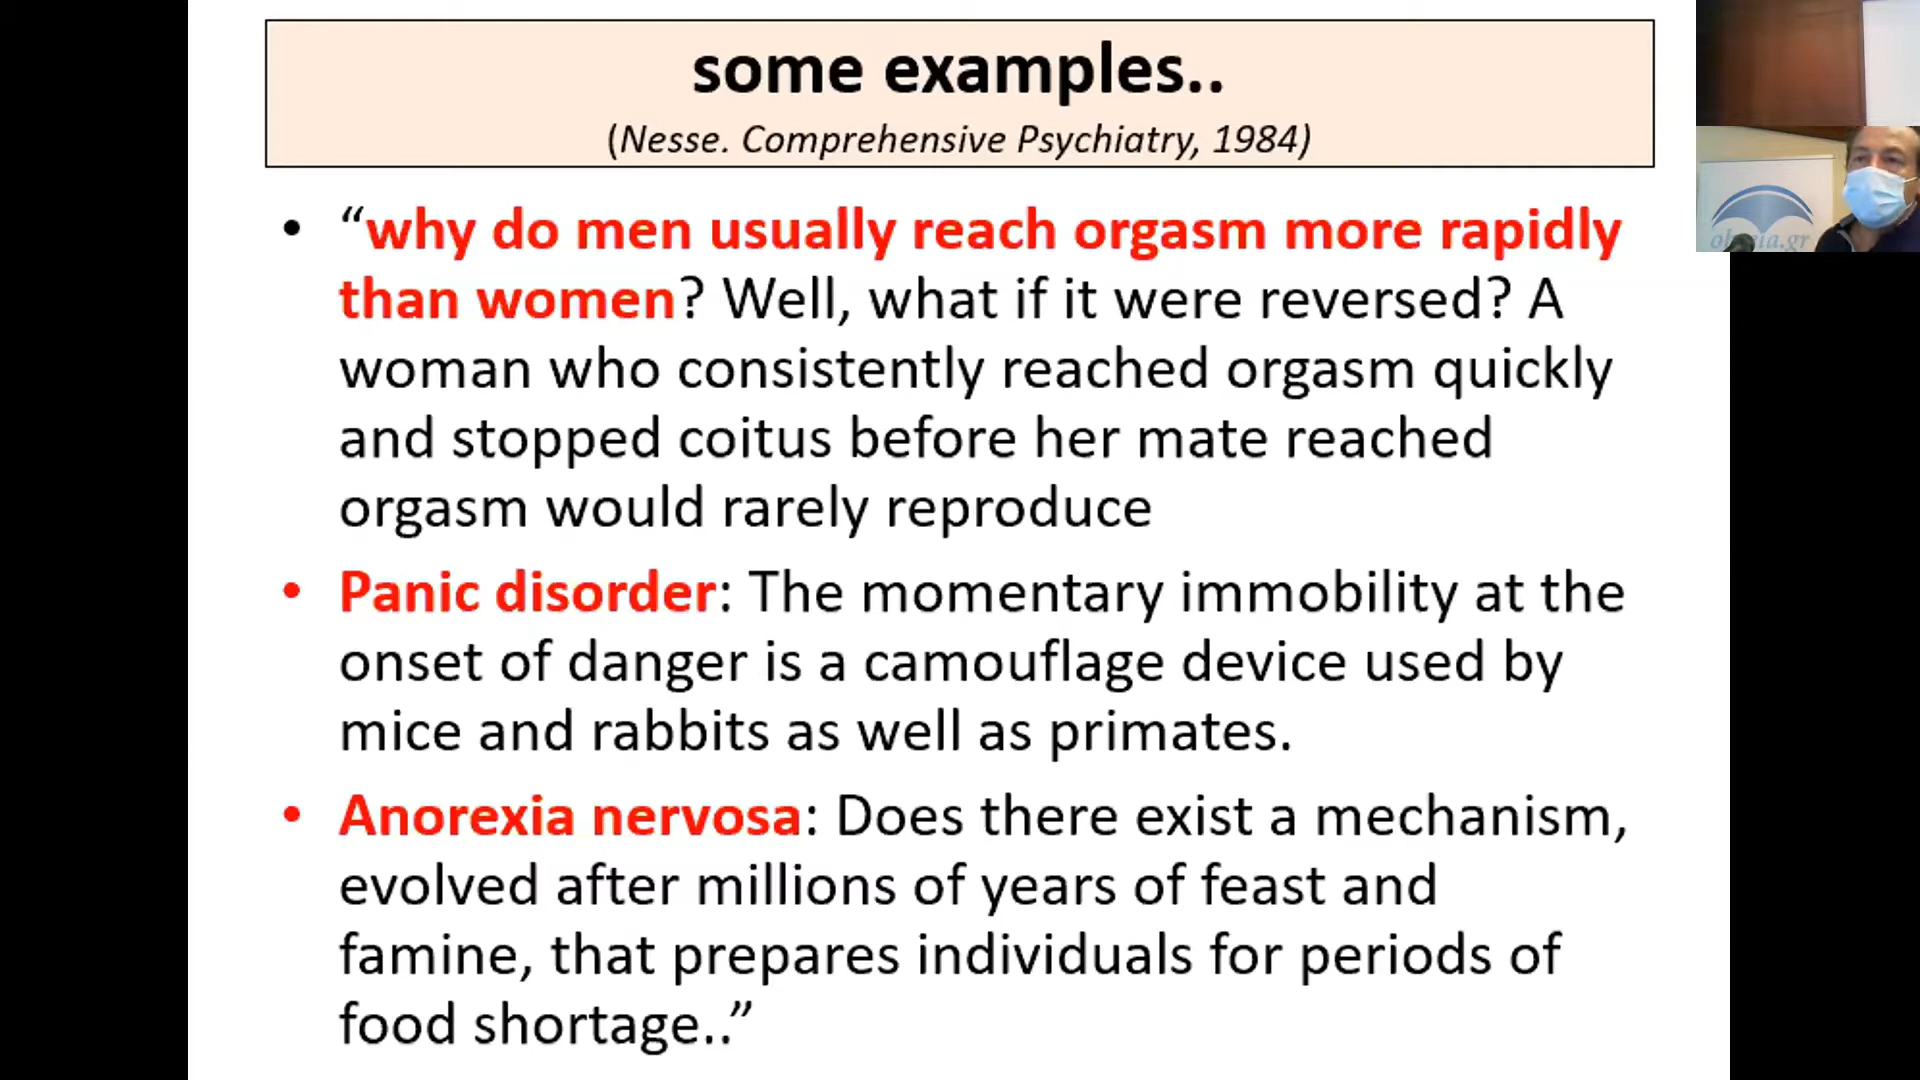 some examples..
(Nesse. Comprehensive Psychiatry, 1984)
• “why do men usually reach orgasm more rapidly
than women? Well, what if it were reversed? A
woman who consistently reached orgasm quickly
and stopped coitus before her mate reached
orgasm would rarely reproduce
• Panic disorder: The momentary immobility at the
onset of danger is a camouflage device used by
mice and rabbits as well as primates.
• Anorexia nervosa: Does there exist a mechanism,
evolved after millions of years of feast and
famine, that prepares individuals for periods of
food shortage..”